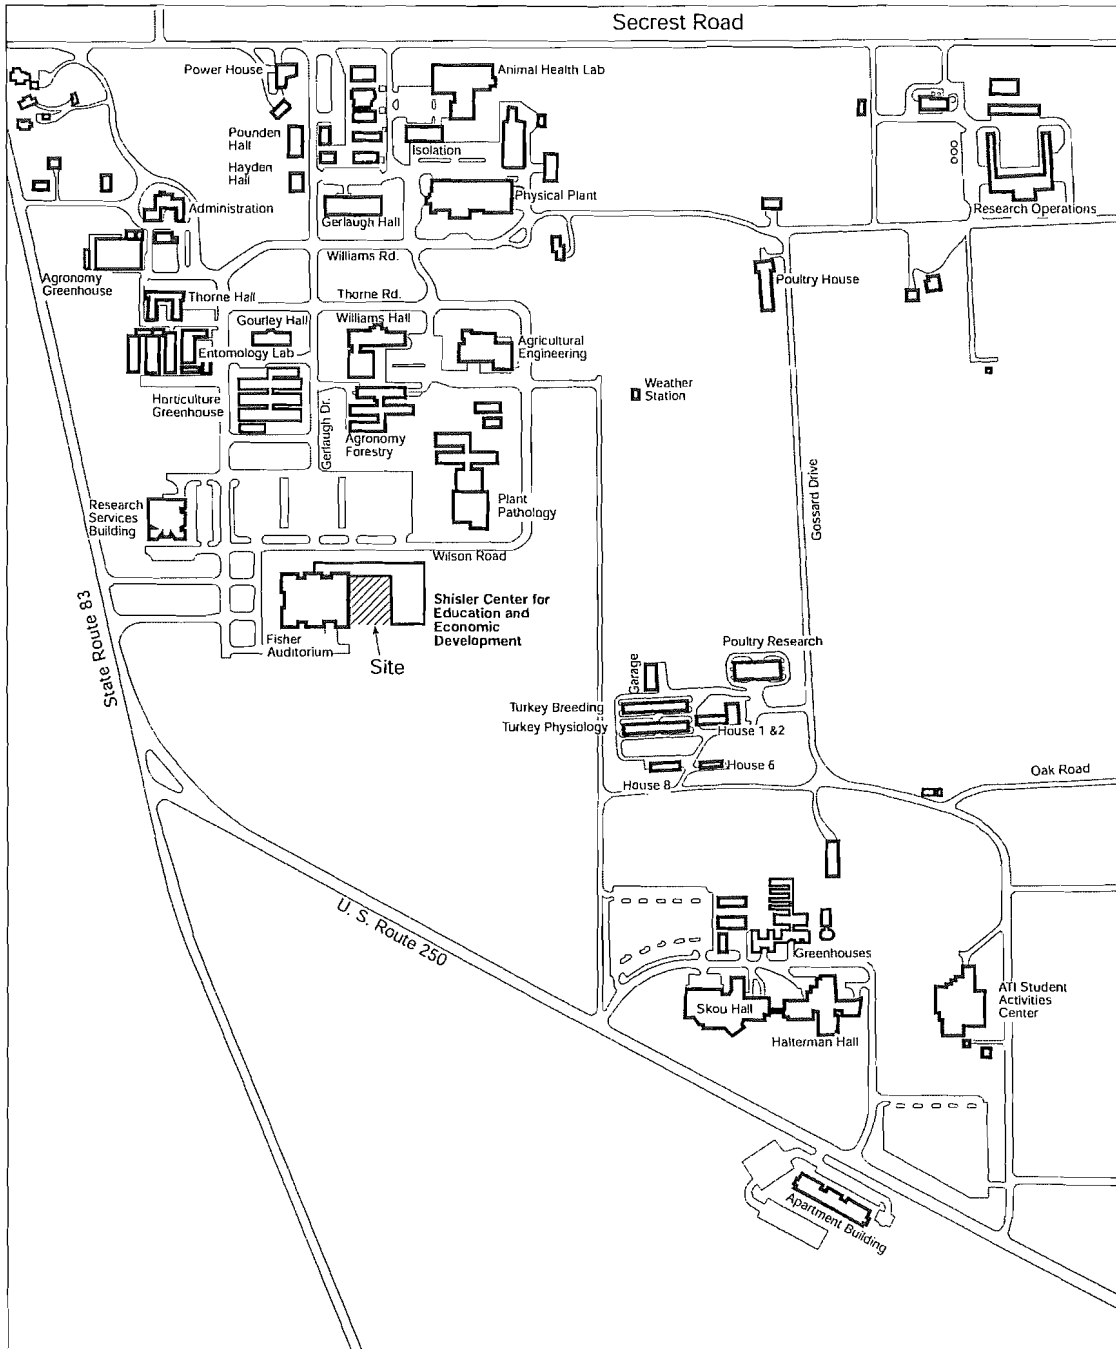 Secrest Road
Power House
Animal Health Lab
Pounden
Hall
Isolation
Hayden
Hall
Physical Plant
Administration
Research Operations
Gerlaugh Hall
Williams Rd.
Agronomy
Greenhouse
Poultry House
Thorne Hall
Thorne Rd.
Gourley Hall
Williams Hall
Agricultural
Engineering
Entomology Lab
Weather
Station
Horticulture
Greenhouse
Gerlaugh Dr.
Agronomy
Forestry
Gossard Drive
Research
Services
Building
Plant
Pathology
Wilson Road
State Route 83
Shisler Center for
Education and
Economic
Development
Fisher
Auditorium
Site
Poultry Research
Garage
Turkey Breeding
Turkey Physiology
House 1 &2
House 6
House 8
Oak Road
U. S. Route 250
Greenhouses
Skou Hall
ATI Student
Activities
Center
Halterman Hall
Apartment Building